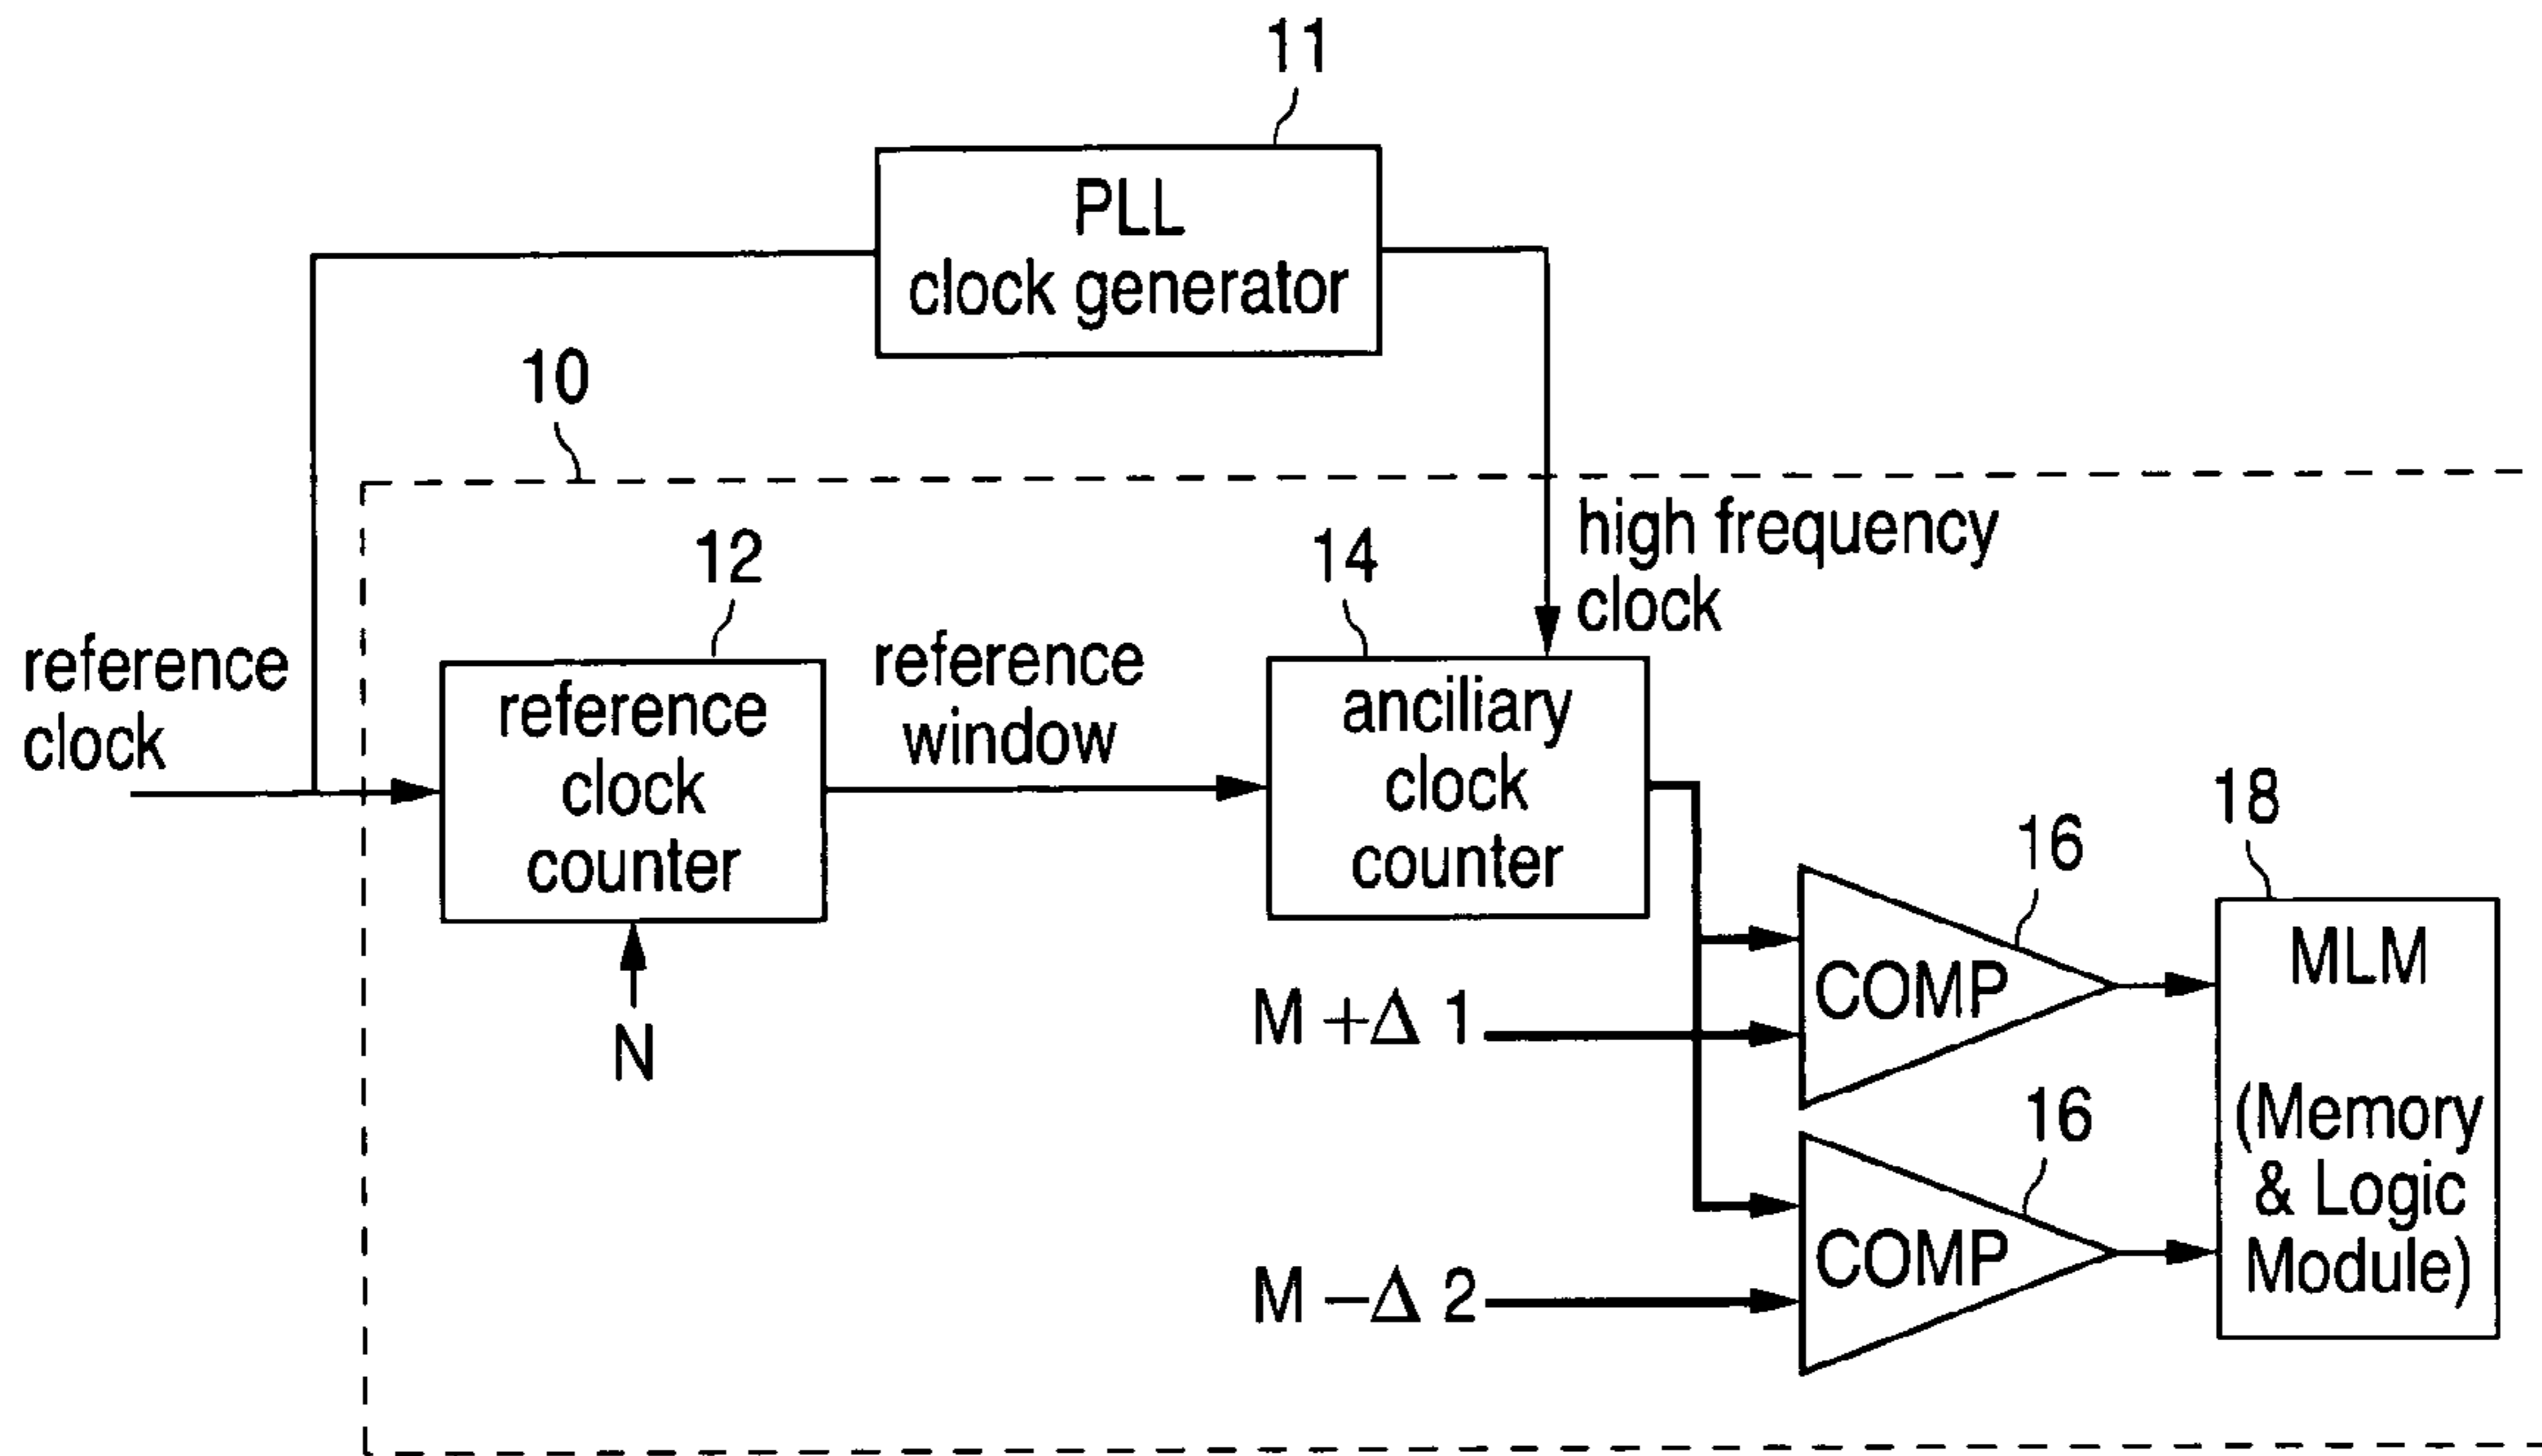 11
PLL
clock generator
10
high frequency
clock
12
14
reference
clock
reference
clock
counter
reference
window
anciliary
clock
counter
18
16
MLM
(Memory
& Logic
Module)
COMP
M +Δ 1
N
16
COMP
M −Δ 2